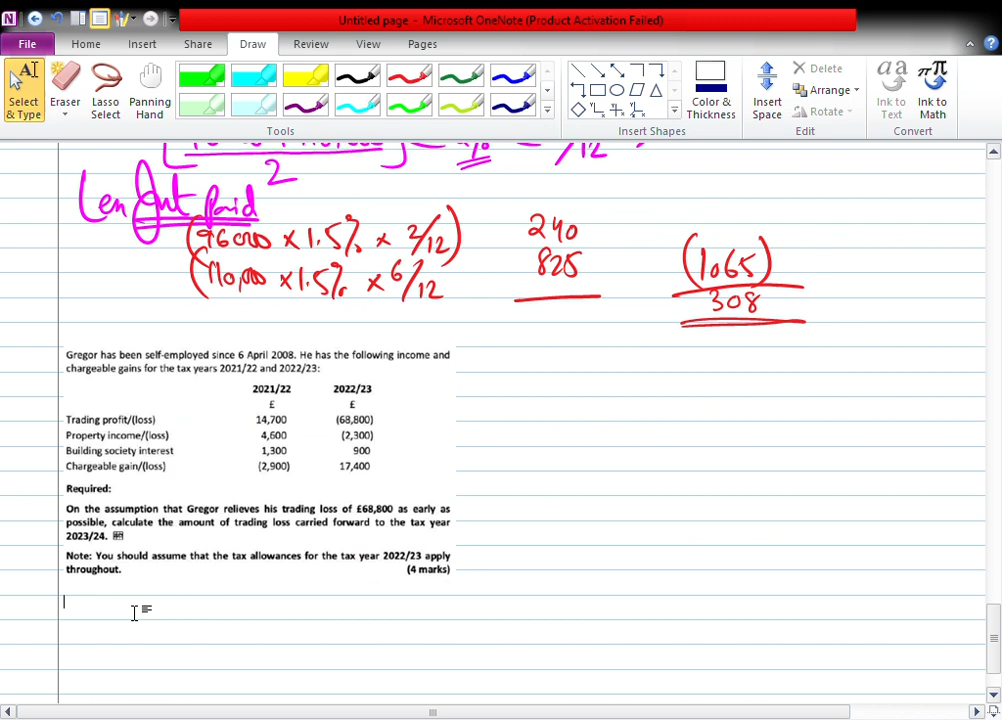 Untitled page - Microsoft OneNote (Product Activation Failed)
File Home Insert Share Draw Review View Pages
Select & Type
Eraser
Lasso Select
Panning Hand
Color & Thickness
Insert Space
Delete
Arrange
Rotate
Ink to Text
Ink to Math
Tools Insert Shapes Edit Convert
2
/12
Len Int paid
(96000 x 1.5% x 2/12) 240
(110,000 x 1.5% x 6/12 825 (1065)
308
Gregor has been self-employed since 6 April 2008. He has the following income and
chargeable gains for the tax years 2021/22 and 2022/23:
2021/22 2022/23
£ £
Trading profit/(loss) 14,700 (68,800)
Property income/(loss) 4,600 (2,300)
Building society interest 1,300 900
Chargeable gain/(loss) (2,900) 17,400
Required:
On the assumption that Gregor relieves his trading loss of £68,800 as early as
possible, calculate the amount of trading loss carried forward to the tax year
2023/24.
Note: You should assume that the tax allowances for the tax year 2022/23 apply
throughout. (4 marks)